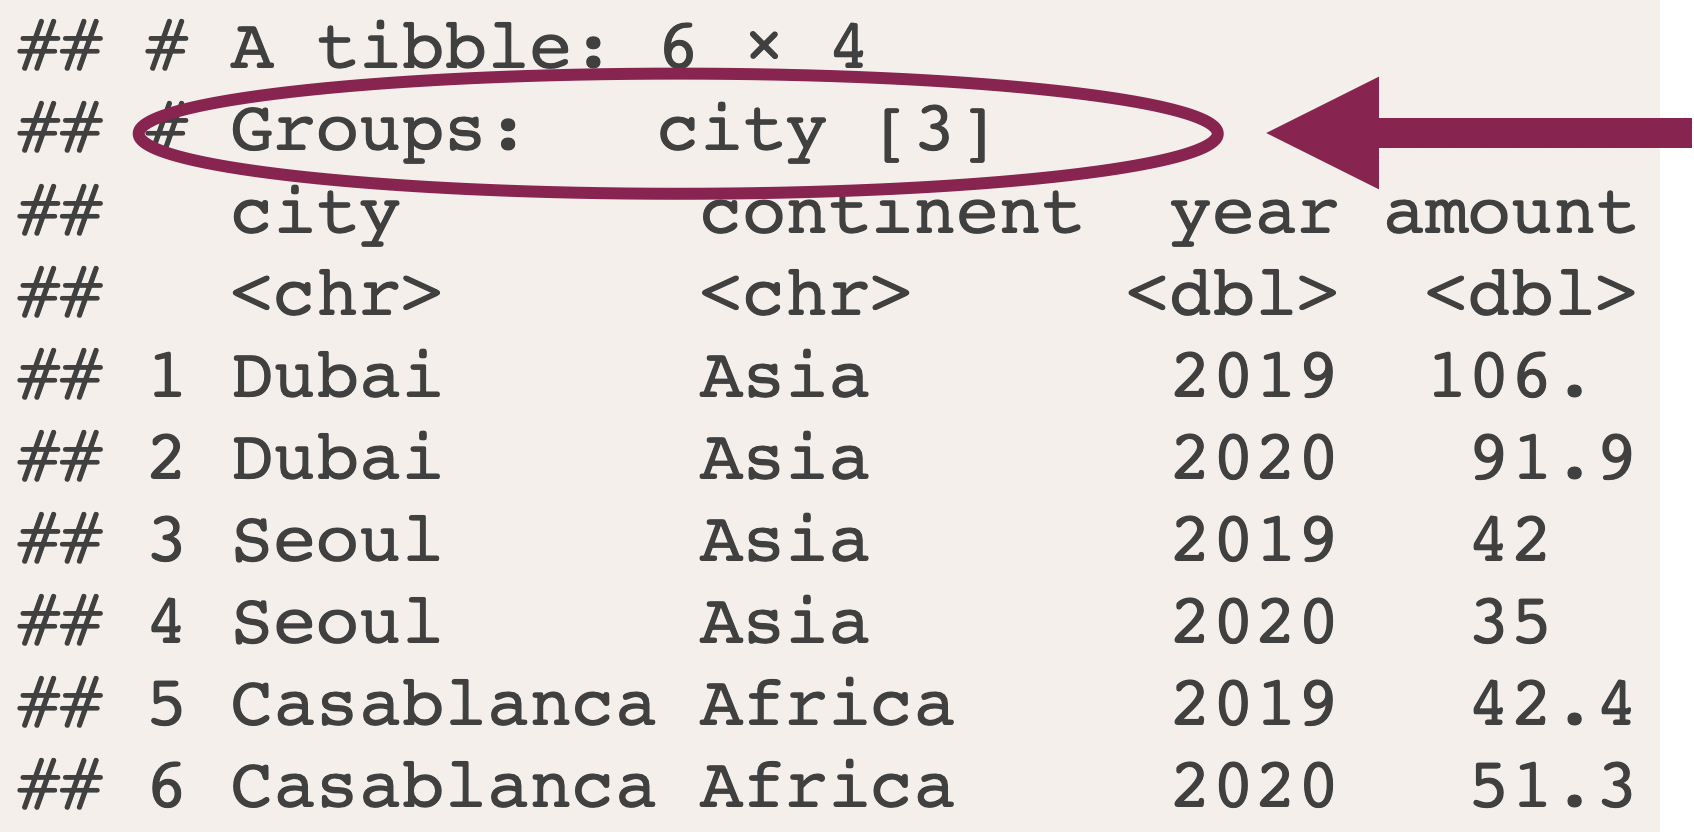 ## # A tibble: 6 × 4
## # Groups:   city [3]
##   city       continent  year amount
##   <chr>      <chr>     <dbl>  <dbl>
## 1 Dubai      Asia       2019  106. 
## 2 Dubai      Asia       2020   91.9
## 3 Seoul      Asia       2019   42  
## 4 Seoul      Asia       2020   35  
## 5 Casablanca Africa     2019   42.4
## 6 Casablanca Africa     2020   51.3